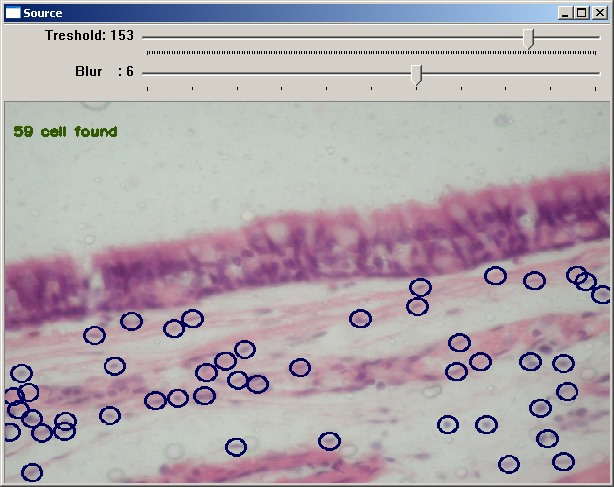 Source
Treshold: 153
Blur : 6
59 cell found